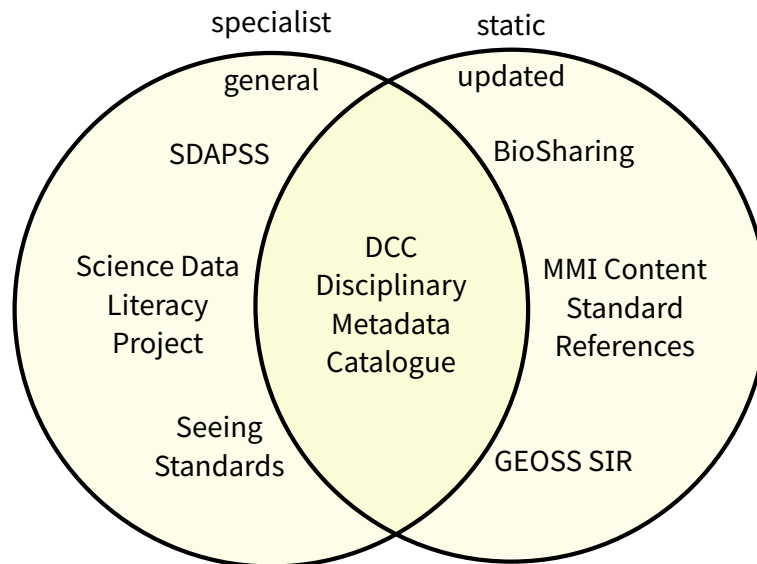 specialist
static
general
updated
SDAPSS
BioSharing
Science Data
Literacy
Project
DCC
Disciplinary
Metadata
Catalogue
MMI Content
Standard
References
Seeing
Standards
GEOSS SIR